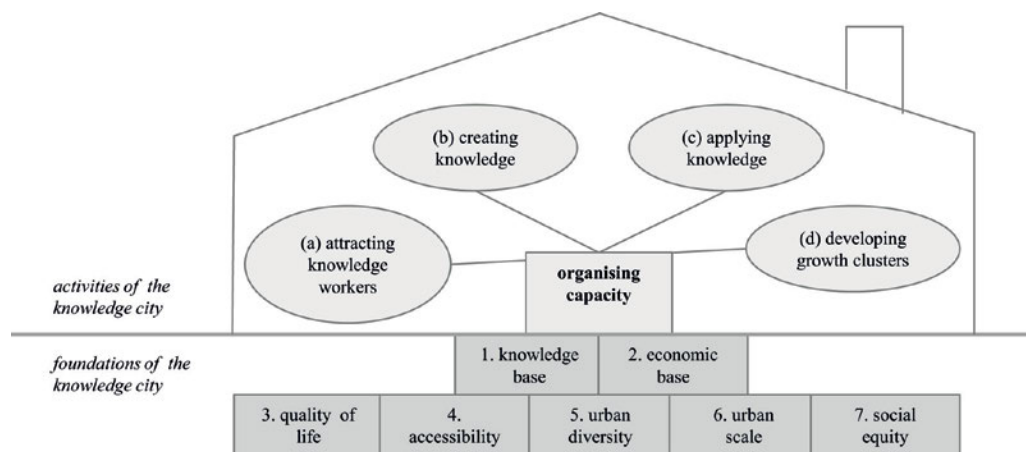 (b) creating
knowledge
(c) applying
knowledge
(a) attracting
knowledge
workers
(d) developing
growth clusters
organising
capacity
activities of the
knowledge city
foundations of the
knowledge city
1. knowledge
base
2. economic
base
3. quality of
life
4.
accessibility
5. urban
diversity
6. urban
scale
7. social
equity